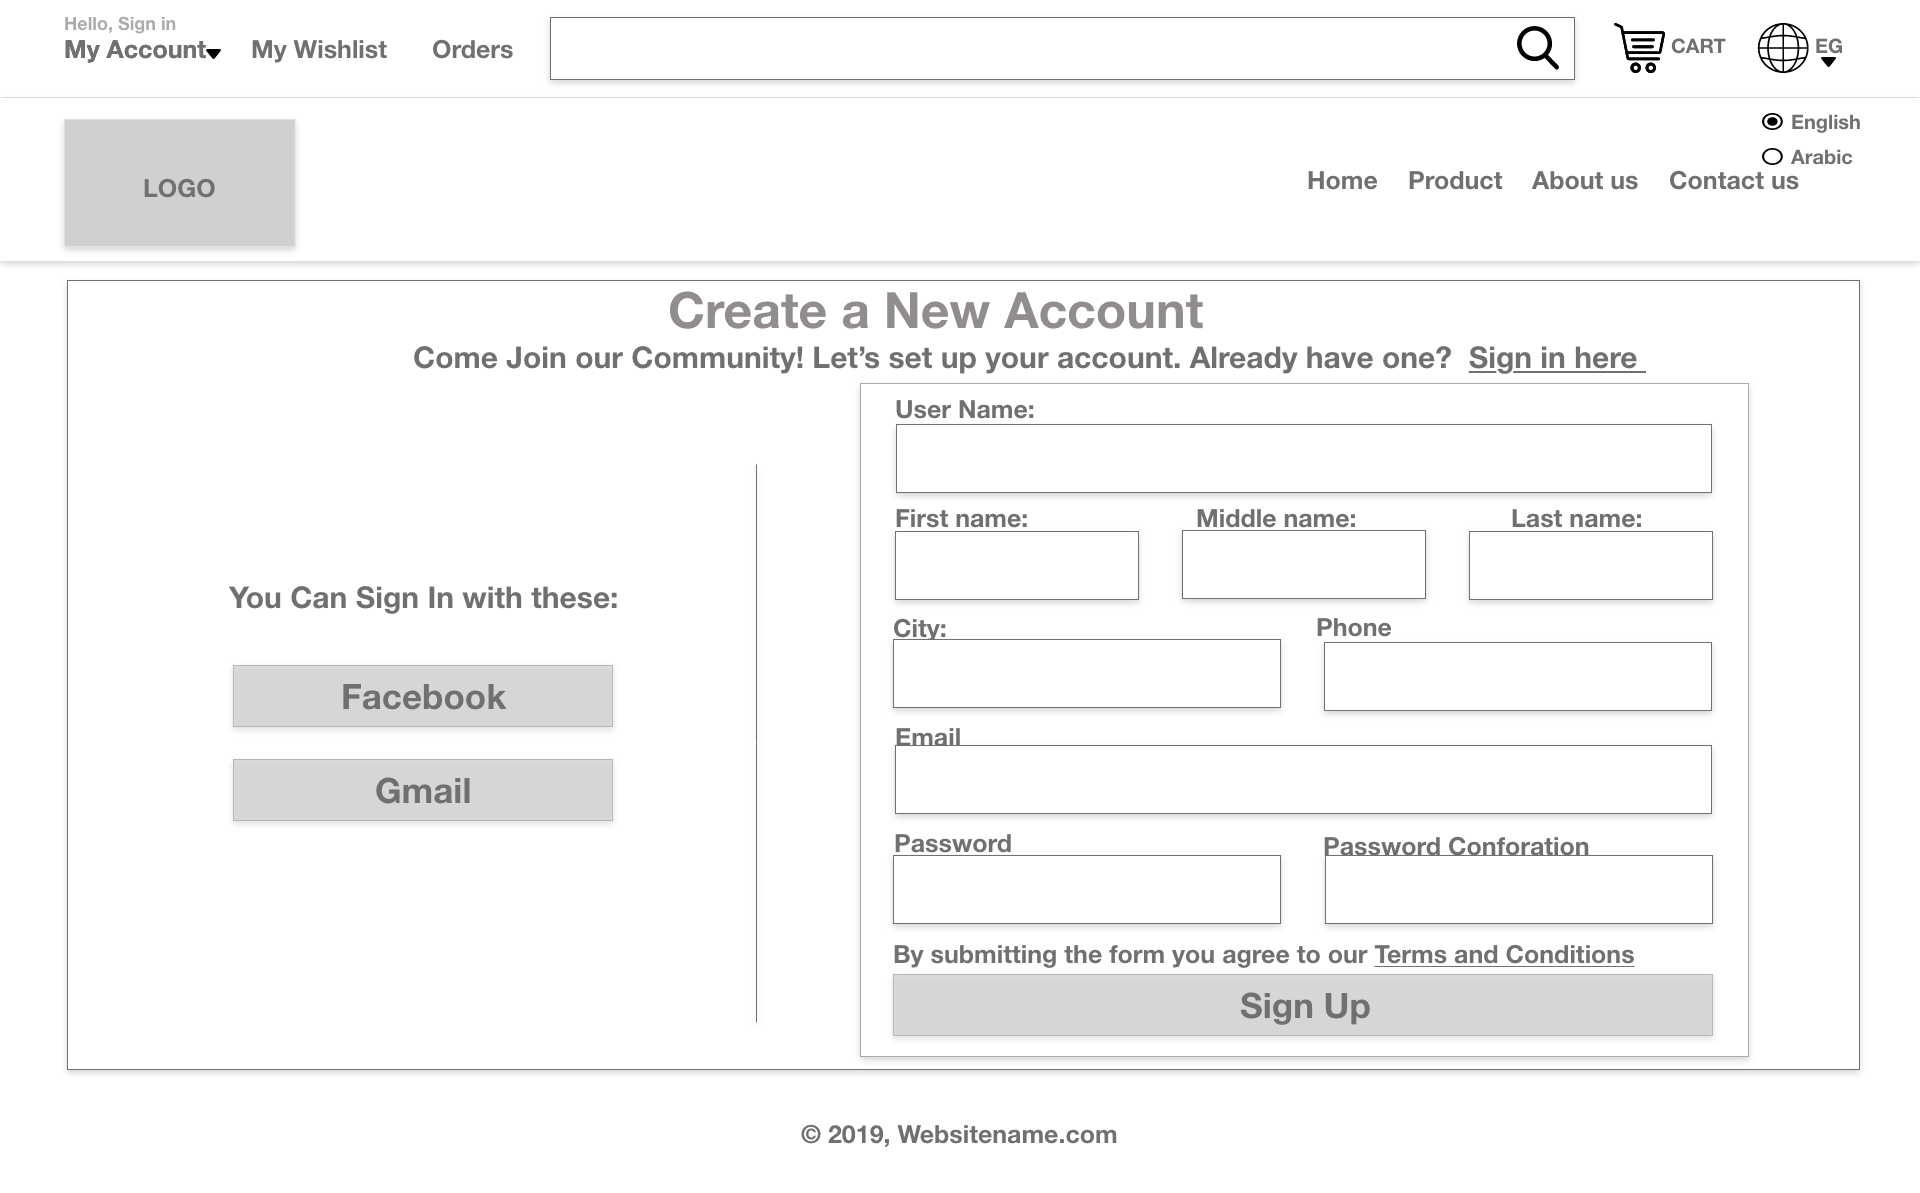 Hello, Sign in
My Account
My Wishlist
Orders
CART
EG
English
Arabic
LOGO
Home
Product
About us
Contact us
Create a New Account
Come Join our Community! Let’s set up your account. Already have one? Sign in here
You Can Sign In with these:
Facebook
Gmail
User Name:
First name:
Middle name:
Last name:
City:
Phone
Email
Password
Password Conforation
By submitting the form you agree to our Terms and Conditions
Sign Up
© 2019, Websitename.com